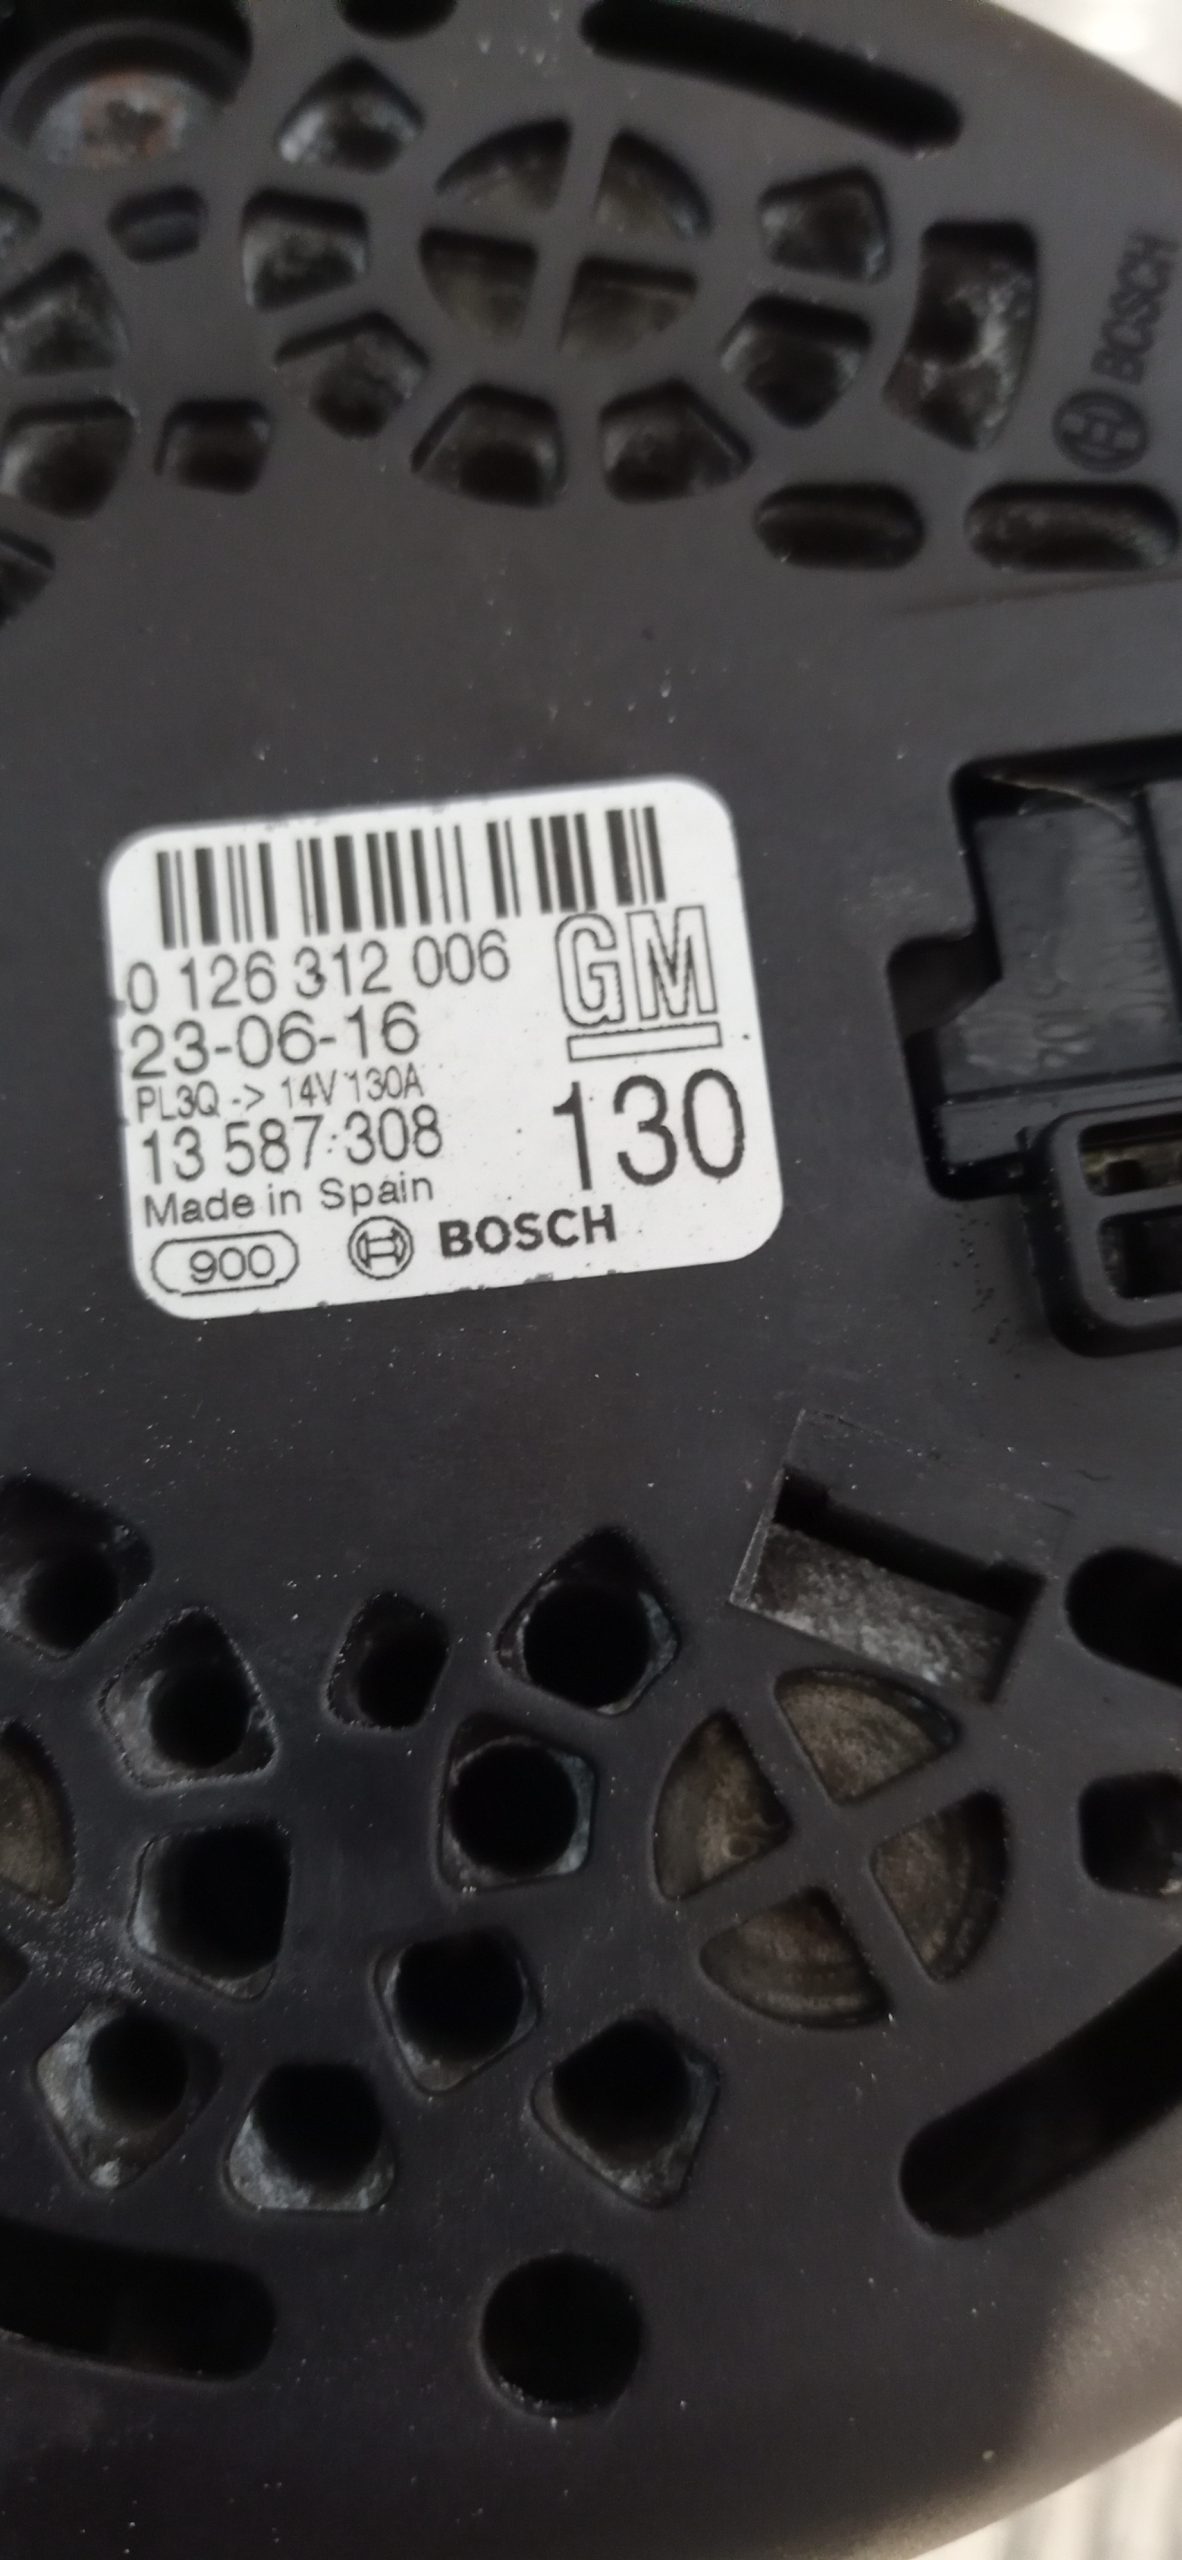 BOSCH
0 126 312 006
GM
23-06-16
PL3Q -> 14V 130A
13 587 308
130
Made in Spain
900
BOSCH